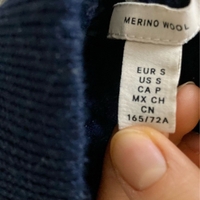 MERINO WOOL
EUR S
US S
CA P
MX CH
CN
165/72A